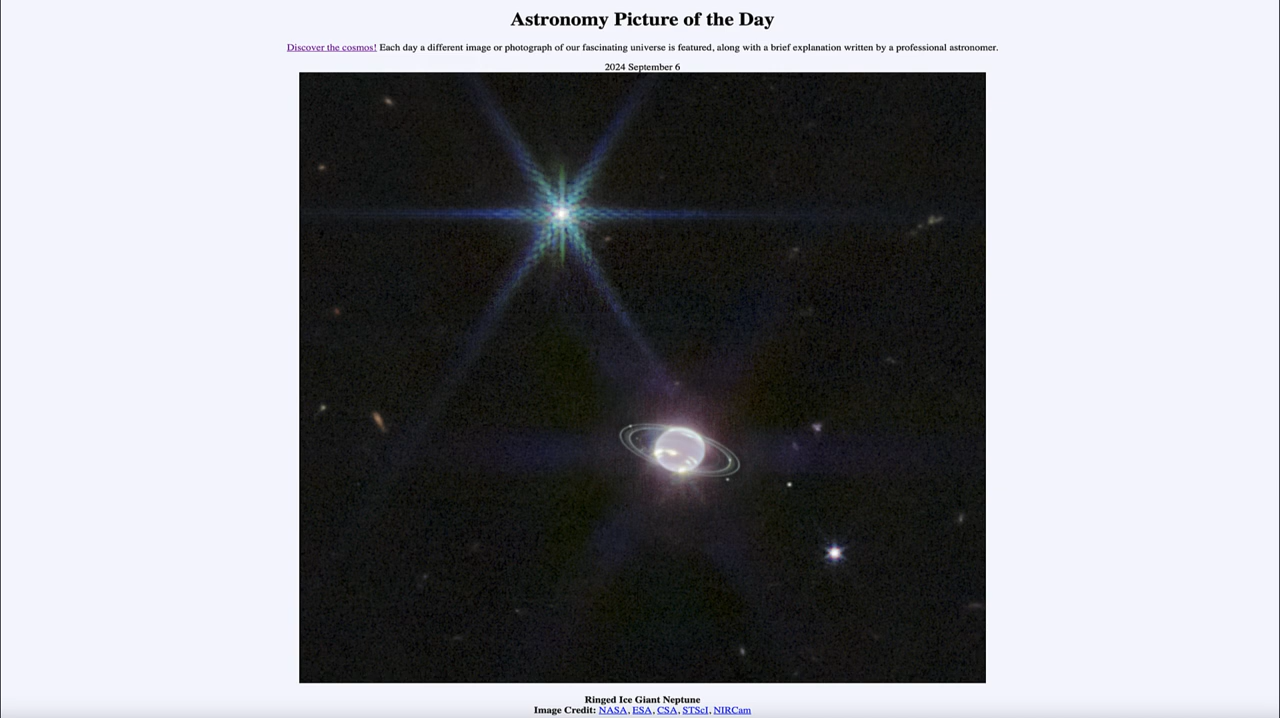 Astronomy Picture of the Day
Discover the cosmos! Each day a different image or photograph of our fascinating universe is featured, along with a brief explanation written by a professional astronomer.
2024 September 6
Ringed Ice Giant Neptune
Image Credit: NASA, ESA, CSA, STScI, NIRCam